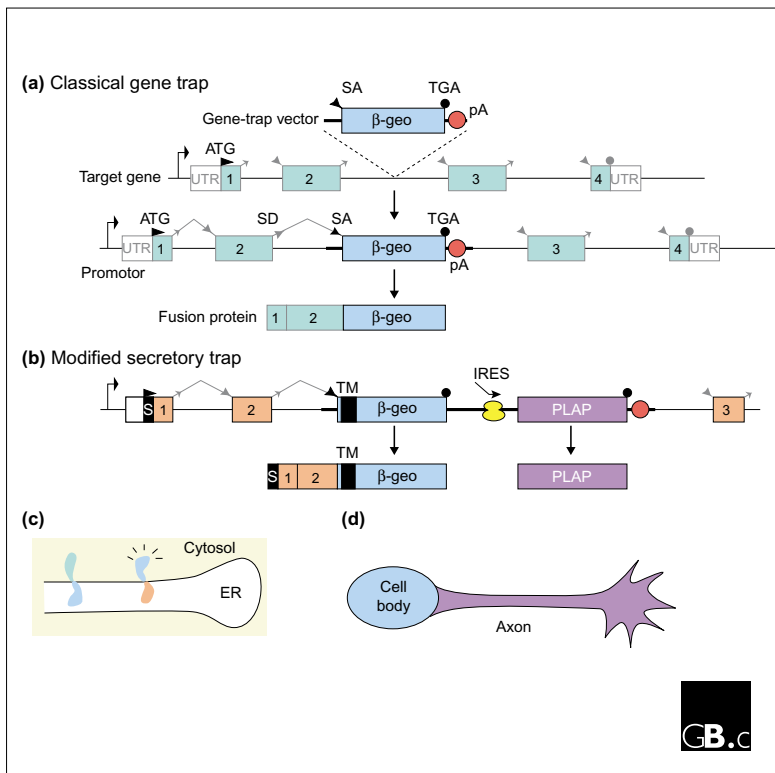 (a) Classical gene trap
SA
TGA
Gene-trap vector
β-geo
pA
ATG
Target gene
UTR
1
2
3
4
UTR
ATG
SD
SA
TGA
UTR
1
2
β-geo
3
4
UTR
Promotor
pA
Fusion protein
1
2
β-geo
(b) Modified secretory trap
IRES
TM
S
1
2
β-geo
PLAP
3
TM
S
1
2
β-geo
PLAP
(c)
Cytosol
ER
(d)
Cell
body
Axon
GB.c